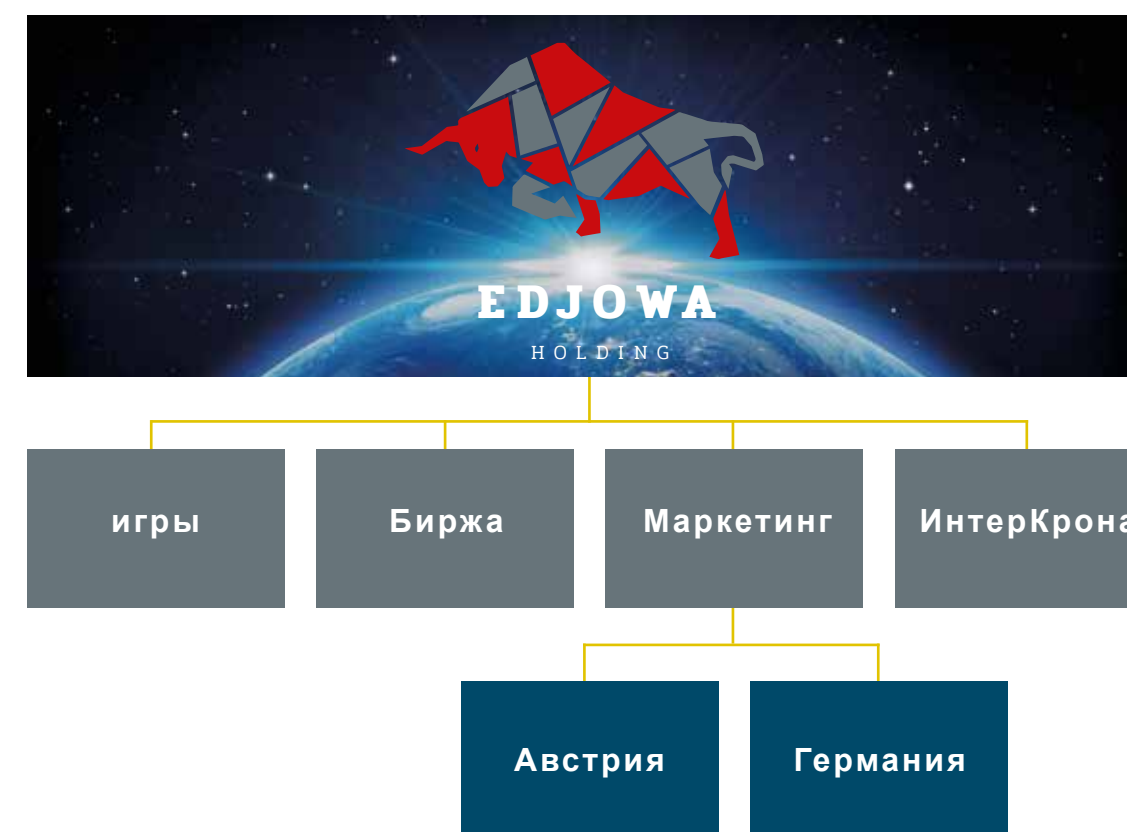 EDJOWA
HOLDING
игры
Биржа
Маркетинг
ИнтерКрона
Австрия
Германия